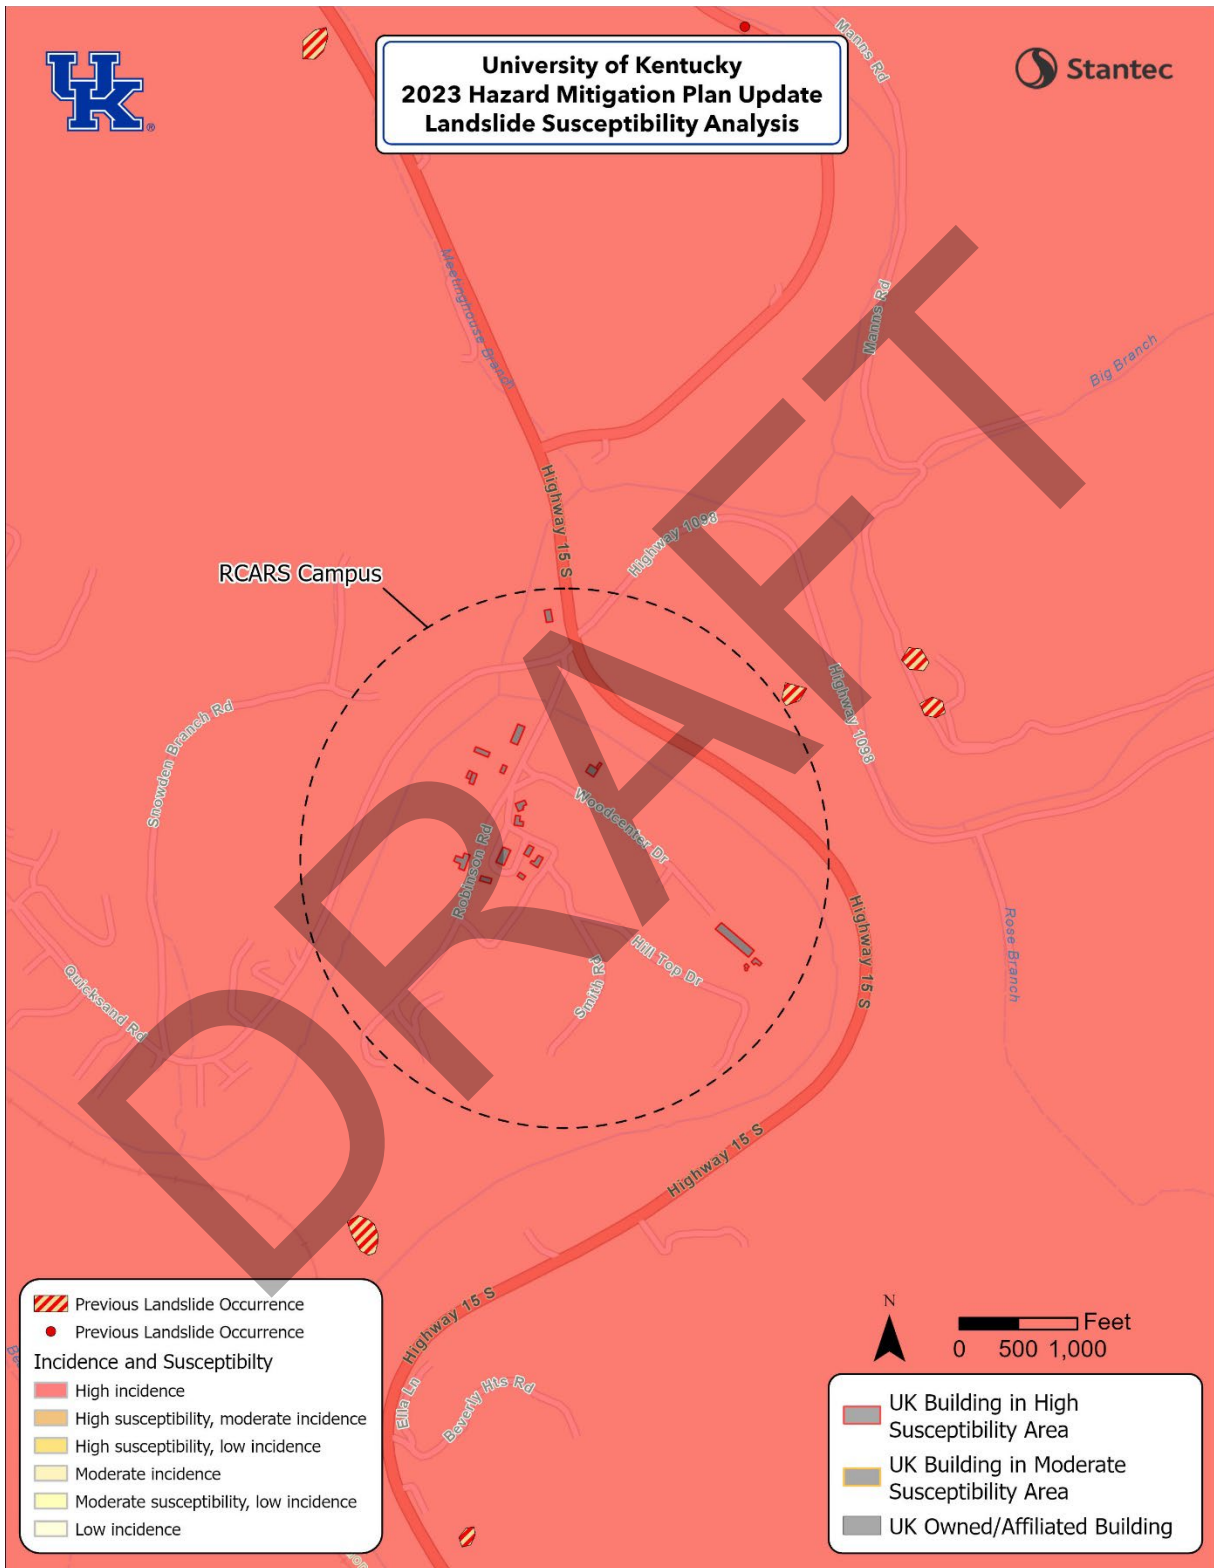 UK
®
University of Kentucky
2023 Hazard Mitigation Plan Update
Landslide Susceptibility Analysis
Stantec
Manns Rd
Meetinghouse Branch
Manns Rd
Big Branch
Highway 15 S
Highway 1098
RCARS Campus
Snowden Branch Rd
Highway 1098
Woodcenter Dr
Robinson Rd
Highway 15 S
Rose Branch
Hill Top Dr
Smith Rd
Quicksand Rd
DRAFT
Highway 15 S
Highway 15 S
Ella Ln
Beverly Hts Rd
Previous Landslide Occurrence
Previous Landslide Occurrence
Incidence and Susceptibilty
High incidence
High susceptibility, moderate incidence
High susceptibility, low incidence
Moderate incidence
Moderate susceptibility, low incidence
Low incidence
N
Feet
0 500 1,000
UK Building in High
Susceptibility Area
UK Building in Moderate
Susceptibility Area
UK Owned/Affiliated Building